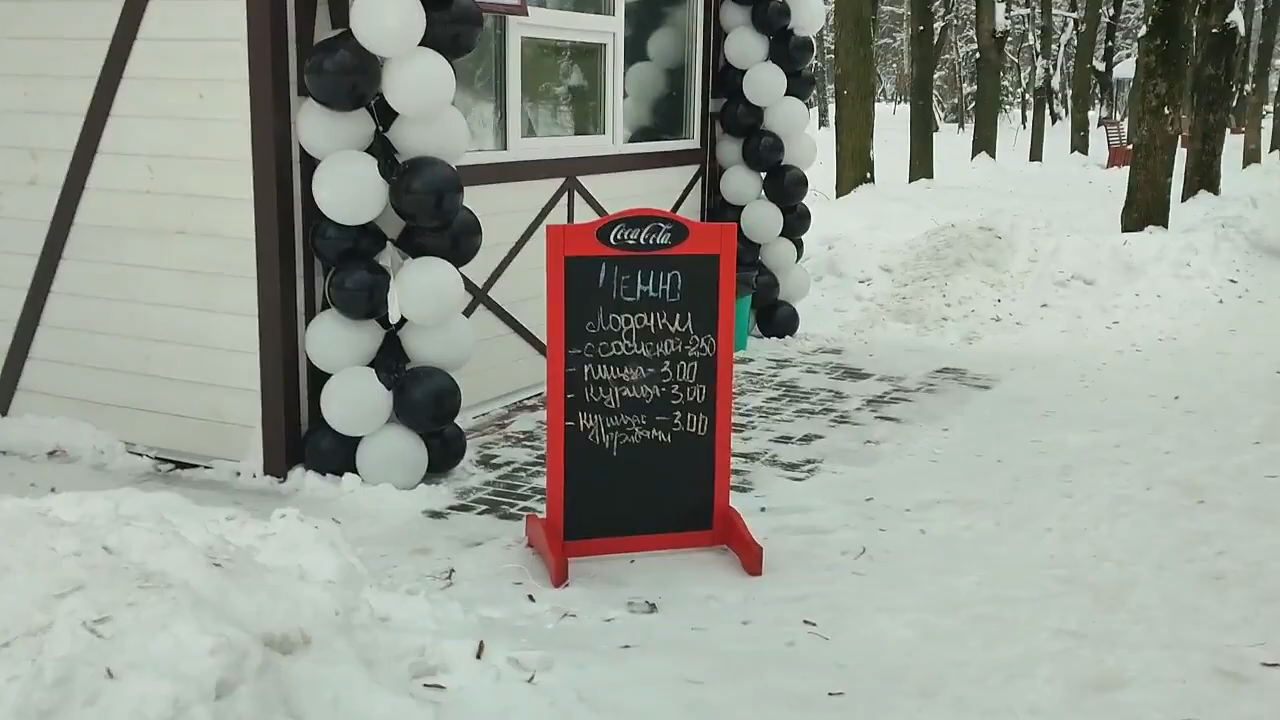 Coca-Cola
Меню
Лодочки
- с сосиской - 2,50
- пицца - 3.00
- курица - 3,00
- курица с - 3.00
грибами